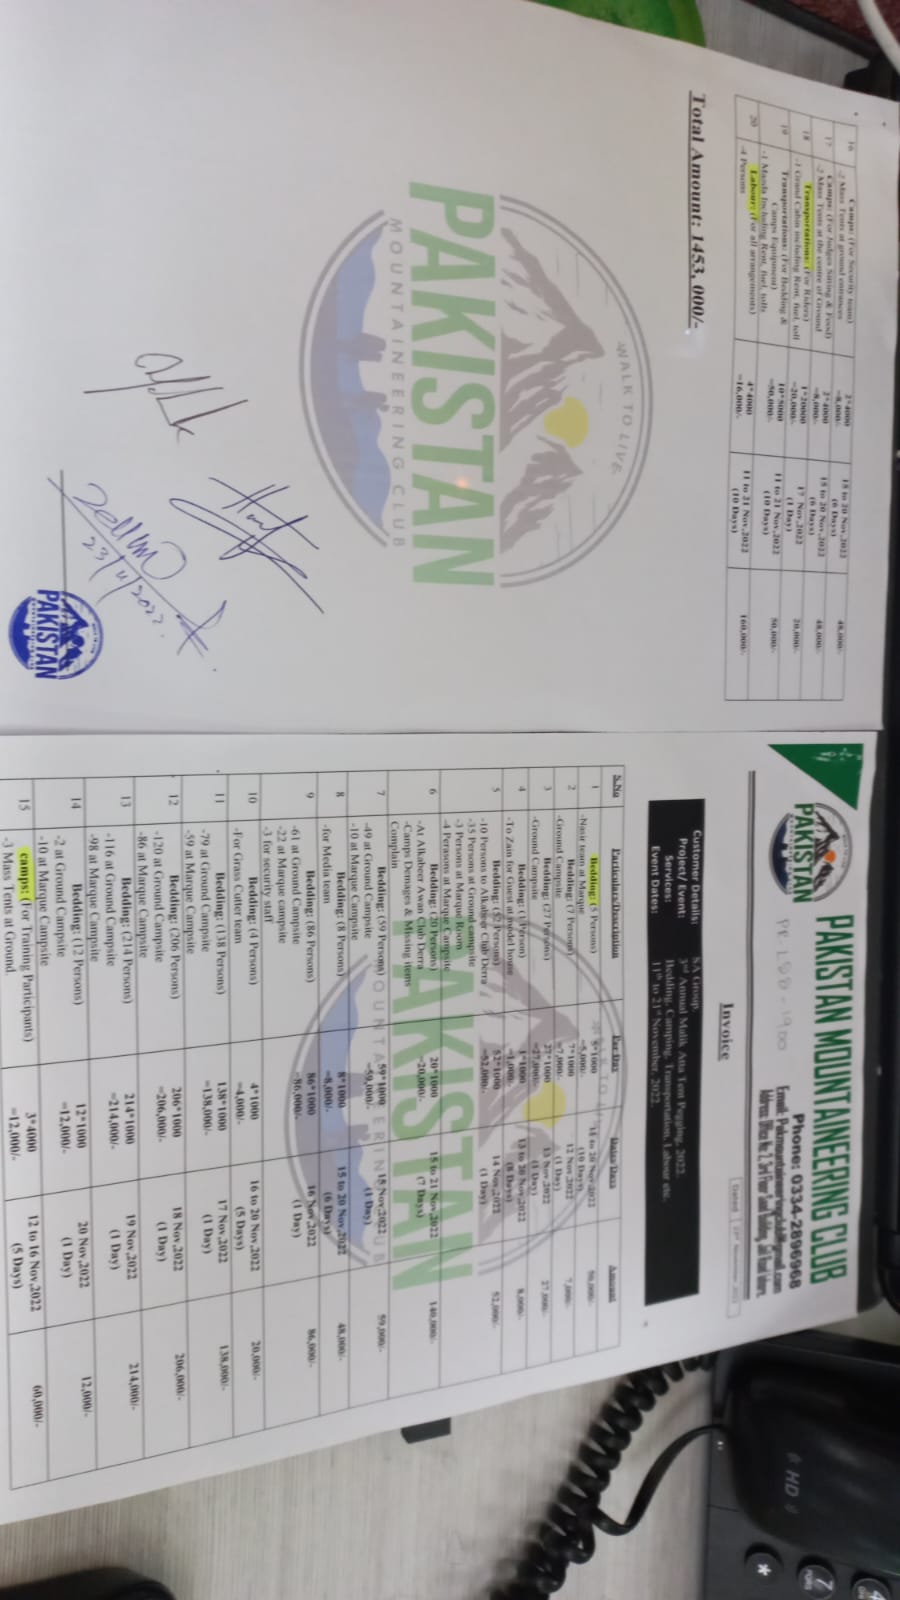 PAKISTAN MOUNTAINEERING CLUB
Phone: 0334-2896968
PAKISTAN
Invoice
Customer Details: SA Group.
Project/ Event: 3rd Annual Malik Ata Tent Pegging, 2022.
Services: Bedding, Camping, Transportation, Labour etc.
Event Dates: 11th to 21st November, 2022.
S.No Particulars/Description Per Day Dates/Days Amount
1 Bedding: (5 Persons) 5*1000
-Nasir team at Marque =5,000/- (10 Days)
2 Bedding: (7 Persons) 7*1000 12 Nov,2022 7,000/-
-Ground Campsite =7,000/- (1 Day)
3 Bedding: (27 Persons) 27*1000 13 Nov,2022 27,000/-
-Ground Campsite =27,000/- (1 Day)
4 Bedding: (1 Person) 1*1000 13 to 20 Nov,2022 8,000/-
-To Zain for Guest at model home =1,000/- (8 Days)
5 Bedding: (52 Persons) 52*1000 14 Nov,2022 52,000/-
-10 Persons to Alkabeer Club Derra =52,000/- (1 Day)
-35 Persons at Ground campsite
-3 Persons at Marque Room
-4 Perasons at Marque Campsite
6 Bedding: (20 Persons) 20*1000 15 to 21 Nov,2022 140,000/-
-At Alkabeer Awan Club Derra =20,000/- (7 Days)
-Camps Demages & Missing items
Complain
7 Bedding: (59 Persons) 59*1000 15 Nov,2022 59,000/-
-49 at Ground Campsite =59,000/- (1 Day)
-10 at Marque Campsite
8 Bedding: (8 Persons) 8*1000 15 to 20 Nov,2022 48,000/-
-for Media team =8,000/- (6 Days)
9 Bedding: (86 Persons) 86*1000 16 Nov,2022 86,000/-
-61 at Ground Campsite =86,000/- (1 Day)
-22 at Marque campsite
-3 for security staff
10 Bedding: (4 Persons) 4*1000 16 to 20 Nov,2022 20,000/-
-For Grass Cutter team =4,000/- (5 Days)
11 Bedding: (138 Persons) 138*1000 17 Nov,2022 138,000/-
-79 at Ground Campsite =138,000/- (1 Day)
-59 at Marque Campsite
12 Bedding: (206 Persons) 206*1000 18 Nov,2022 206,000/-
-120 at Ground Campsite =206,000/- (1 Day)
-86 at Marque Campsite
13 Bedding: (214 Persons) 214*1000 19 Nov,2022 214,000/-
-116 at Ground Campsite =214,000/- (1 Day)
-98 at Marque Campsite
14 Bedding: (12 Persons) 12*1000 20 Nov,2022 12,000/-
-2 at Ground Campsite =12,000/- (1 Day)
-10 at Marque Campsite
15 camps: (For Training Participants) 3*4000 12 to 16 Nov,2022 60,000/-
-3 Mass Tents at Ground =12,000/- (5 Days)
PAKISTAN
MOUNTAINEERING CLUB
16 Camps: (For Security team) 2*4000 15 to 20 Nov,2022 48,000/-
-2 Mass Tents at ground entrances =8,000/- (6 Days)
17 Camps: (For Judges Sitting & Food) 2*4000 15 to 20 Nov,2022 48,000/-
-2 Mass Tents at the centre of Ground =8,000/- (6 Days)
18 Transportations: (For Riders) 1*20000 17 Nov,2022 20,000/-
-1 Grand Cabin including Rent, fuel, toll =20,000/- (1 Day)
19 Transportations: (For Bedding & 10*5000 11 to 21 Nov,2022 50,000/-
Camps Equipment) =50,000/- (10 Days)
-1 Mazda Including Rent, fuel, tolls
20 Labour: (For all arrangements) 4*4000 11 to 21 Nov,2022 160,000/-
-4 Persons =16,000/- (10 Days)
Total Amount: 1453, 000/-
WALK TO LIVE
PAKISTAN
MOUNTAINEERING CLUB
23/11/2022.
PAKISTAN
HD
*
7